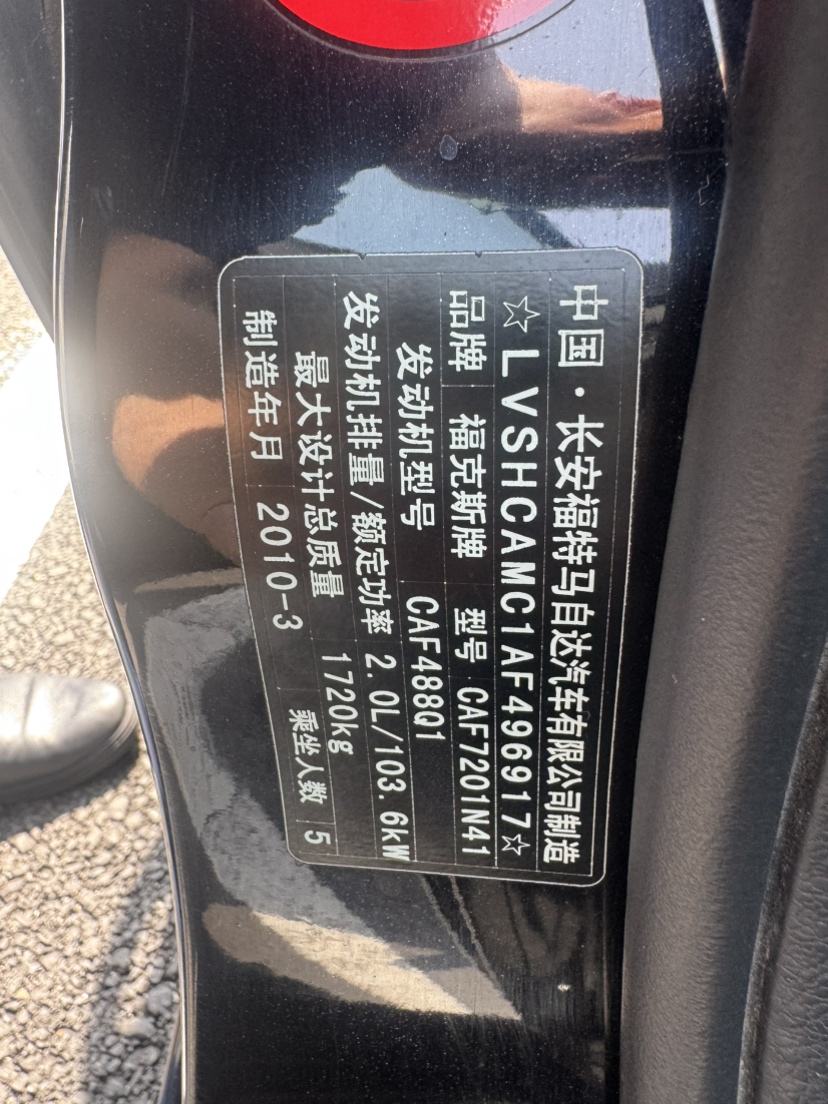 中国·长安福特马自达汽车有限公司制造
☆LVSHCAMC1AF496917☆
品牌 福克斯牌 型号 CAF7201N41
发动机型号 CAF488Q1
发动机排量/额定功率 2.0L/103.6kW
最大设计总质量 1720kg
制造年月 2010-3 乘坐人数 5